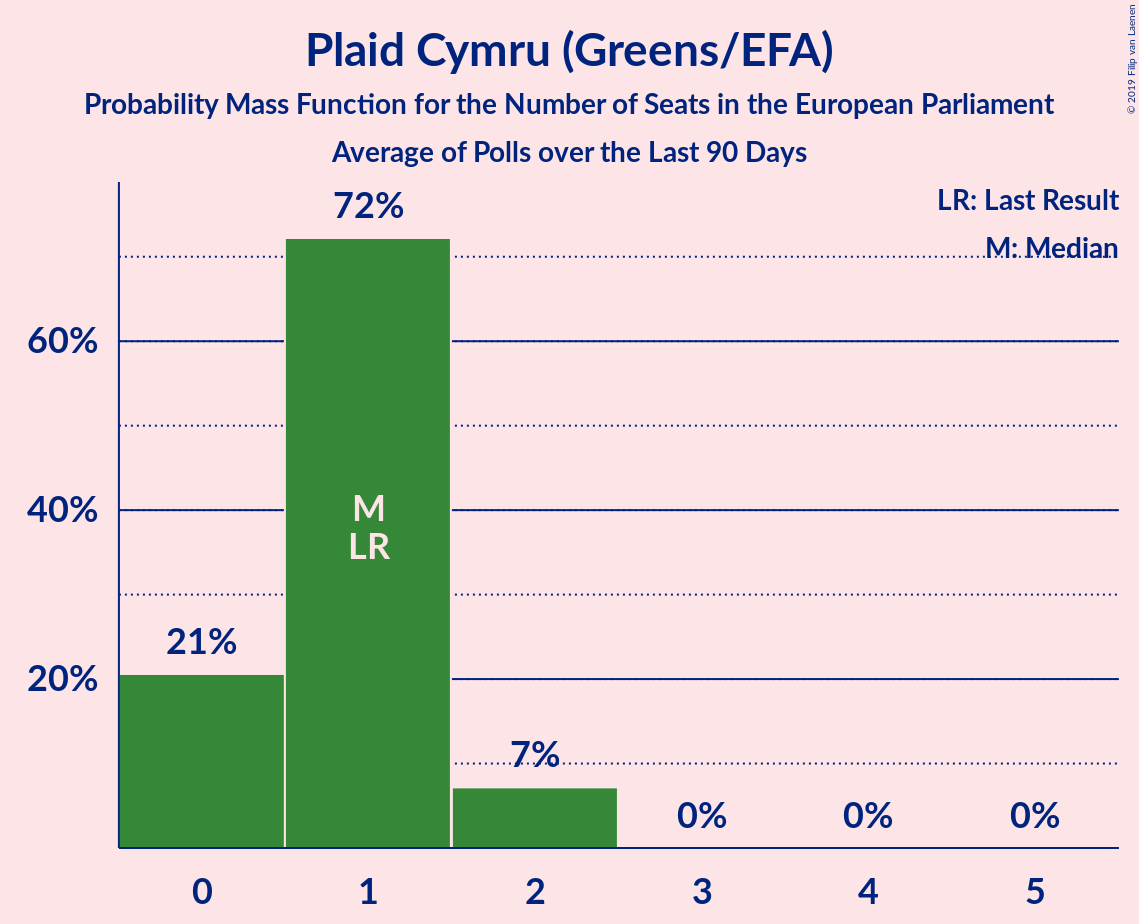 Plaid Cymru (Greens/EFA)
Probability Mass Function for the Number of Seats in the European Parliament
Average of Polls over the Last 90 Days
© 2019 Filip van Laenen
LR: Last Result
M: Median
72%
60%
40%
M
LR
21%
20%
7%
0% 0% 0%
0 1 2 3 4 5